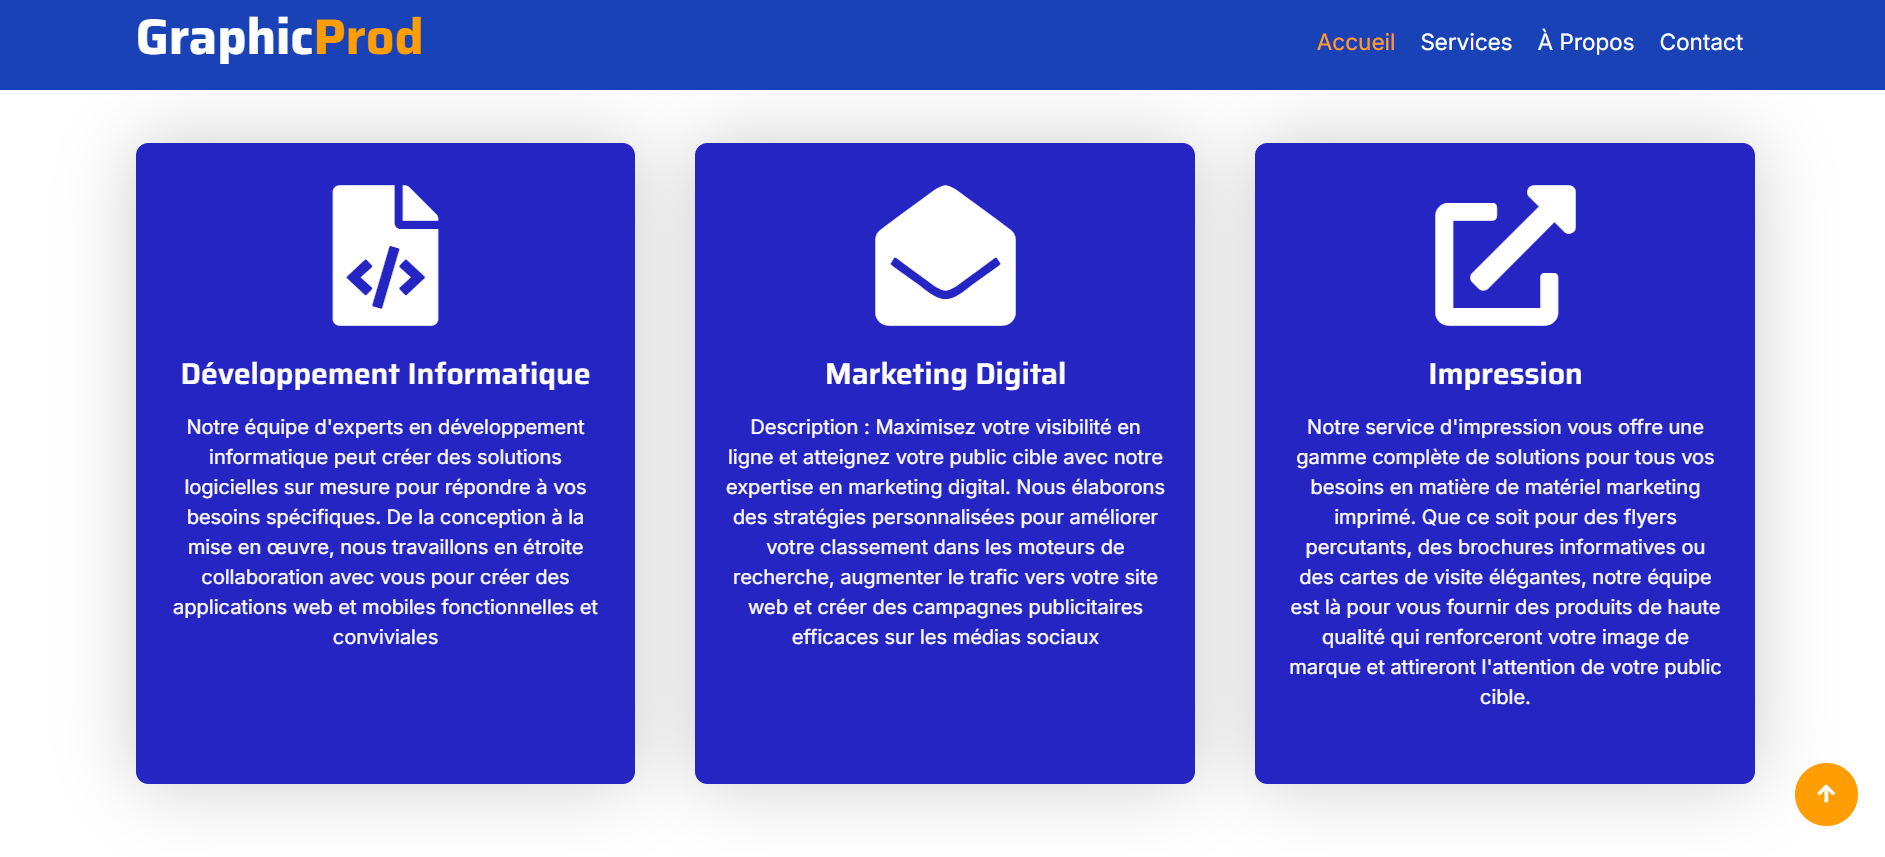 GraphicProd
Accueil Services À Propos Contact
</>
Développement Informatique
Notre équipe d'experts en développement
informatique peut créer des solutions
logicielles sur mesure pour répondre à vos
besoins spécifiques. De la conception à la
mise en œuvre, nous travaillons en étroite
collaboration avec vous pour créer des
applications web et mobiles fonctionnelles et
conviviales
Marketing Digital
Description : Maximisez votre visibilité en
ligne et atteignez votre public cible avec notre
expertise en marketing digital. Nous élaborons
des stratégies personnalisées pour améliorer
votre classement dans les moteurs de
recherche, augmenter le trafic vers votre site
web et créer des campagnes publicitaires
efficaces sur les médias sociaux
Impression
Notre service d'impression vous offre une
gamme complète de solutions pour tous vos
besoins en matière de matériel marketing
imprimé. Que ce soit pour des flyers
percutants, des brochures informatives ou
des cartes de visite élégantes, notre équipe
est là pour vous fournir des produits de haute
qualité qui renforceront votre image de
marque et attireront l'attention de votre public
cible.